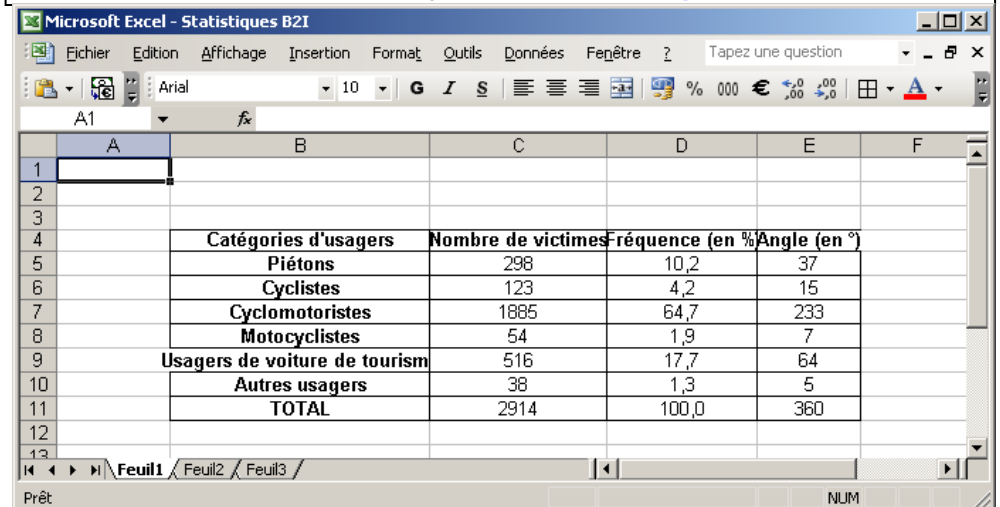 Microsoft Excel - Statistiques B2I
Fichier Edition Affichage Insertion Format Outils Données Fenêtre ? Tapez une question
Arial 10 G I S % 000 €
A1 fx
A B C D E F
1
2
3
4 Catégories d'usagers Nombre de victimes Fréquence (en %) Angle (en °)
5 Piétons 298 10,2 37
6 Cyclistes 123 4,2 15
7 Cyclomotoristes 1885 64,7 233
8 Motocyclistes 54 1,9 7
9 Usagers de voiture de tourism 516 17,7 64
10 Autres usagers 38 1,3 5
11 TOTAL 2914 100,0 360
12
13
Feuil1 Feuil2 Feuil3
Prêt NUM